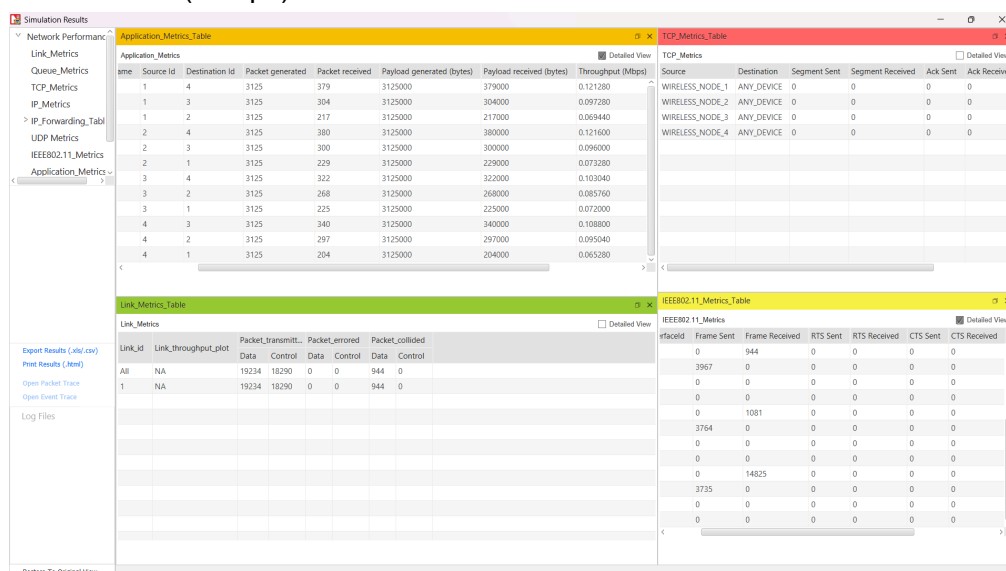 Simulation Results
Network Performanc
Link_Metrics
Queue_Metrics
TCP_Metrics
IP_Metrics
IP_Forwarding_Tabl
UDP Metrics
IEEE802.11_Metrics
Application_Metrics
Export Results (.xls/.csv)
Print Results (.html)
Open Packet Trace
Open Event Trace
Log Files
Application_Metrics_Table
Application_Metrics Detailed View
ame Source Id Destination Id Packet generated Packet received Payload generated (bytes) Payload received (bytes) Throughput (Mbps)
1 4 3125 379 3125000 379000 0.121280
1 3 3125 304 3125000 304000 0.097280
1 2 3125 217 3125000 217000 0.069440
2 4 3125 380 3125000 380000 0.121600
2 3 3125 300 3125000 300000 0.096000
2 1 3125 229 3125000 229000 0.073280
3 4 3125 322 3125000 322000 0.103040
3 2 3125 268 3125000 268000 0.085760
3 1 3125 225 3125000 225000 0.072000
4 3 3125 340 3125000 340000 0.108800
4 2 3125 297 3125000 297000 0.095040
4 1 3125 204 3125000 204000 0.065280
TCP_Metrics_Table
TCP_Metrics Detailed View
Source Destination Segment Sent Segment Received Ack Sent Ack Receive
WIRELESS_NODE_1 ANY_DEVICE 0 0 0 0
WIRELESS_NODE_2 ANY_DEVICE 0 0 0 0
WIRELESS_NODE_3 ANY_DEVICE 0 0 0 0
WIRELESS_NODE_4 ANY_DEVICE 0 0 0 0
Link_Metrics_Table
Link_Metrics Detailed View
Link_id Link_throughput_plot Packet_transmitt... Packet_errored Packet_collided
Data Control Data Control Data Control
All NA 19234 18290 0 0 944 0
1 NA 19234 18290 0 0 944 0
IEEE802.11_Metrics_Table
IEEE802.11_Metrics Detailed View
erfaceId Frame Sent Frame Received RTS Sent RTS Received CTS Sent CTS Received
0 944 0 0 0 0
3967 0 0 0 0 0
0 0 0 0 0 0
0 0 0 0 0 0
0 1081 0 0 0 0
3764 0 0 0 0 0
0 0 0 0 0 0
0 0 0 0 0 0
0 14825 0 0 0 0
3735 0 0 0 0 0
0 0 0 0 0 0
0 0 0 0 0 0